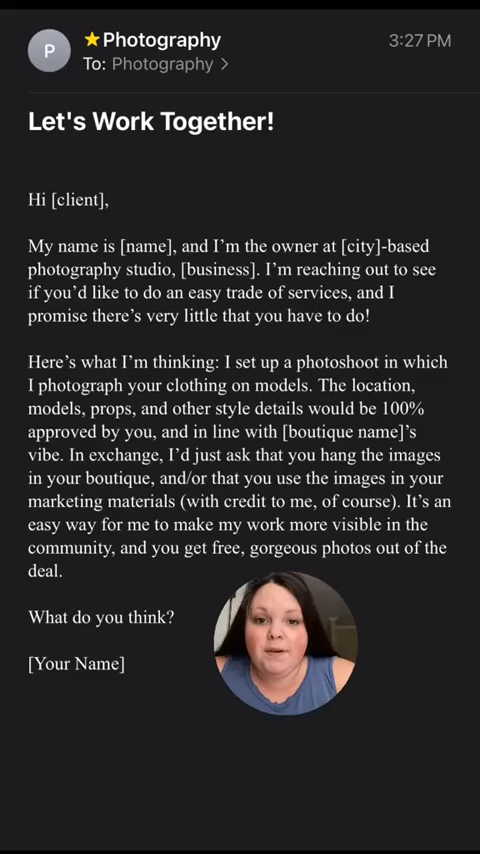 P
⭐Photography
3:27 PM
To: Photography >
Let's Work Together!
Hi [client],
My name is [name], and I'm the owner at [city]-based
photography studio, [business]. I'm reaching out to see
if you'd like to do an easy trade of services, and I
promise there's very little that you have to do!
Here's what I'm thinking: I set up a photoshoot in which
I photograph your clothing on models. The location,
models, props, and other style details would be 100%
approved by you, and in line with [boutique name]'s
vibe. In exchange, I'd just ask that you hang the images
in your boutique, and/or that you use the images in your
marketing materials (with credit to me, of course). It's an
easy way for me to make my work more visible in the
community, and you get free, gorgeous photos out of the
deal.
What do you think?
[Your Name]